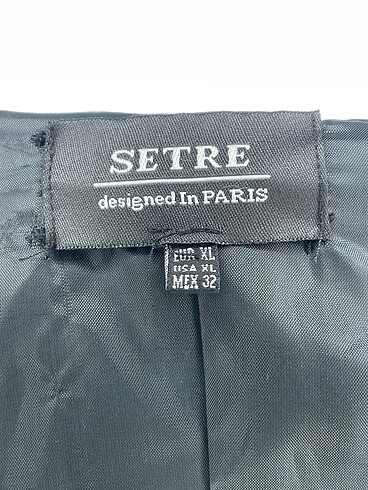 SETRE
designed In PARIS
EUR XL
USA XL
MEX 32